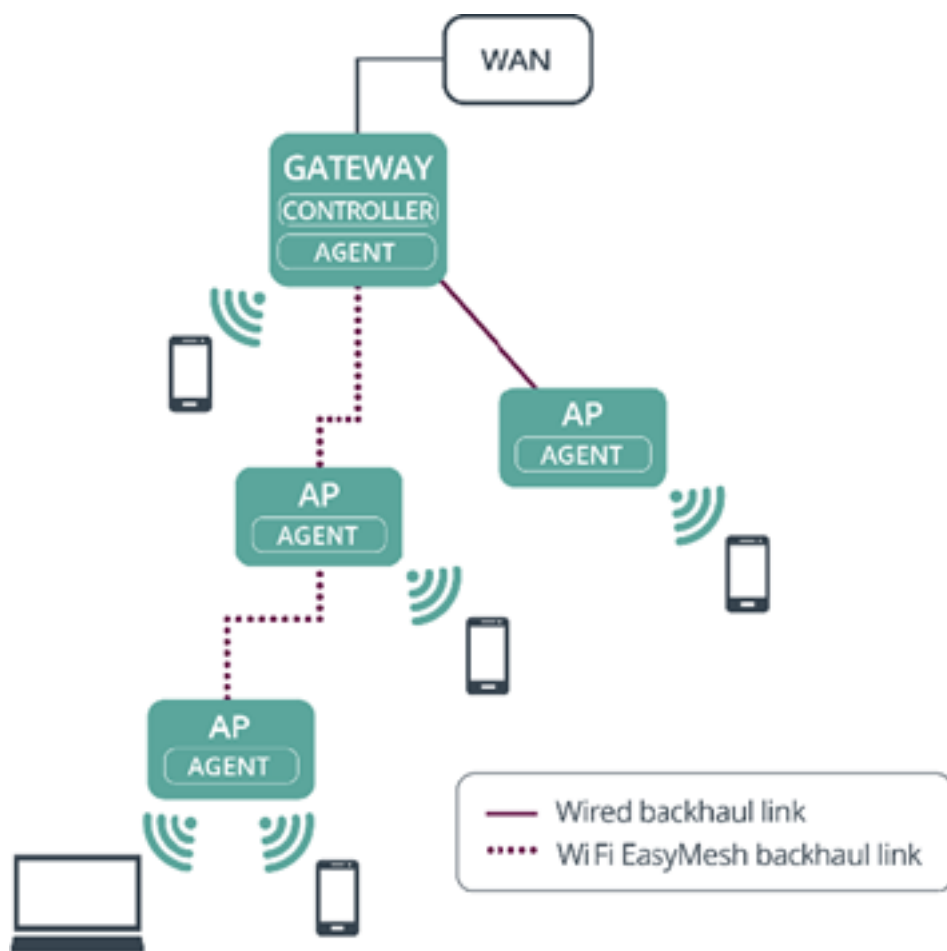 WAN
GATEWAY
CONTROLLER
AGENT
AP
AGENT
AP
AGENT
AP
AGENT
Wired backhaul link
WiFi EasyMesh backhaul link